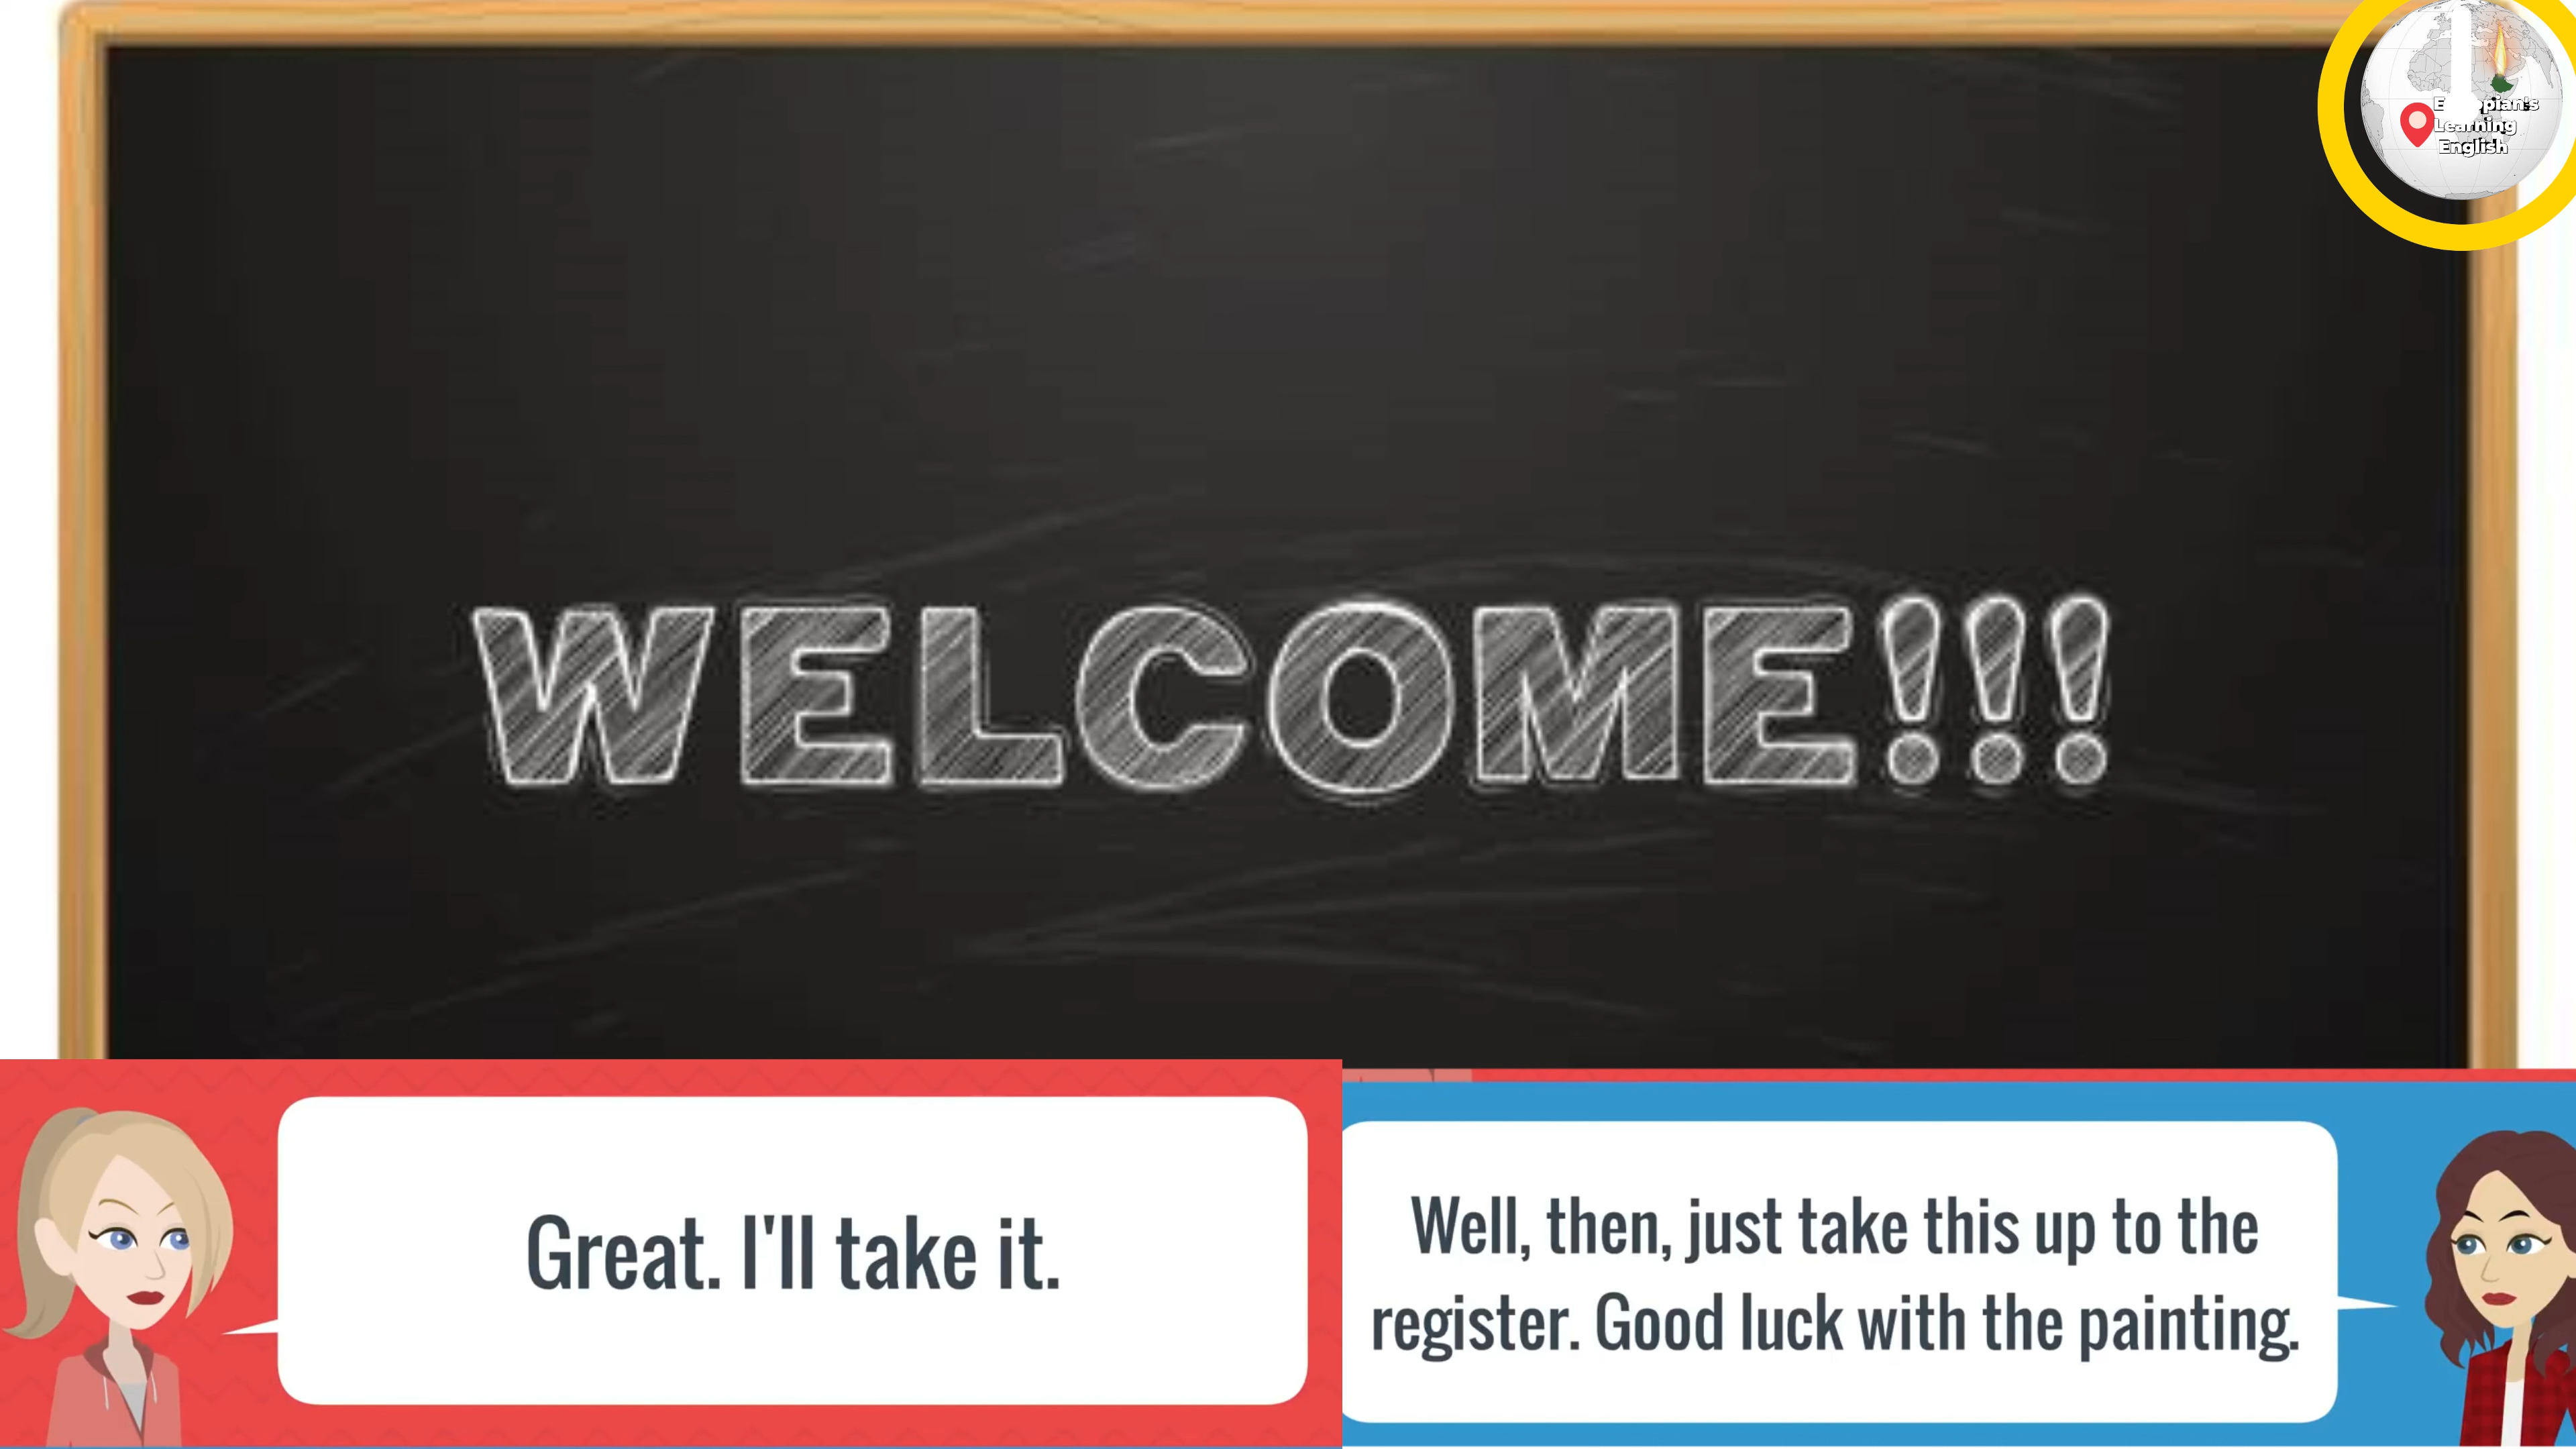 Learning
English
WELCOME!!!
Great. I'll take it.
Well, then, just take this up to the
register. Good luck with the painting.